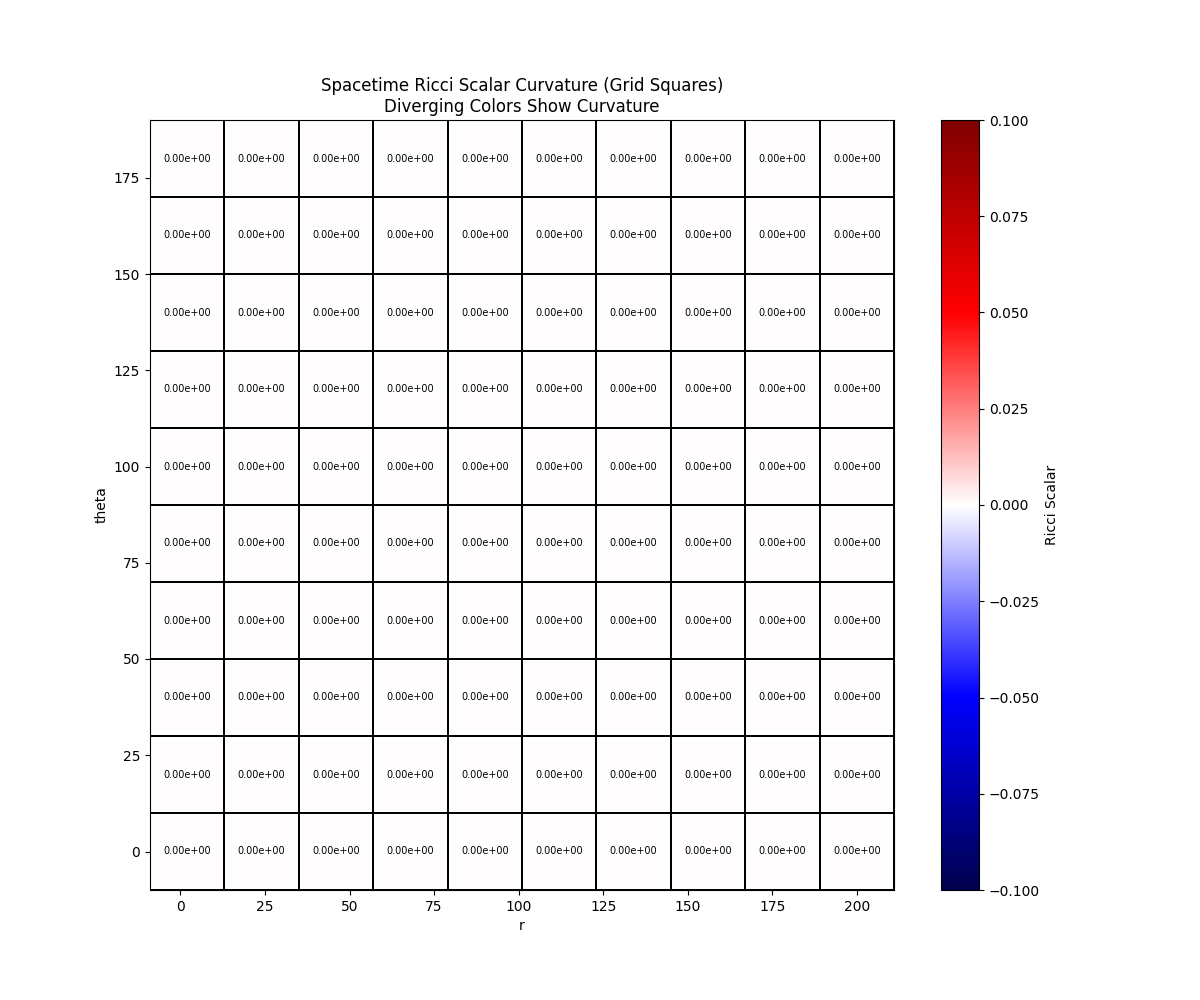 Spacetime Ricci Scalar Curvature (Grid Squares)
Diverging Colors Show Curvature
0.00e+00 0.00e+00 0.00e+00 0.00e+00 0.00e+00 0.00e+00 0.00e+00 0.00e+00 0.00e+00 0.00e+00
175
0.00e+00 0.00e+00 0.00e+00 0.00e+00 0.00e+00 0.00e+00 0.00e+00 0.00e+00 0.00e+00 0.00e+00
150
0.00e+00 0.00e+00 0.00e+00 0.00e+00 0.00e+00 0.00e+00 0.00e+00 0.00e+00 0.00e+00 0.00e+00
125
0.00e+00 0.00e+00 0.00e+00 0.00e+00 0.00e+00 0.00e+00 0.00e+00 0.00e+00 0.00e+00 0.00e+00
100
0.00e+00 0.00e+00 0.00e+00 0.00e+00 0.00e+00 0.00e+00 0.00e+00 0.00e+00 0.00e+00 0.00e+00
theta
0.00e+00 0.00e+00 0.00e+00 0.00e+00 0.00e+00 0.00e+00 0.00e+00 0.00e+00 0.00e+00 0.00e+00
75
0.00e+00 0.00e+00 0.00e+00 0.00e+00 0.00e+00 0.00e+00 0.00e+00 0.00e+00 0.00e+00 0.00e+00
50
0.00e+00 0.00e+00 0.00e+00 0.00e+00 0.00e+00 0.00e+00 0.00e+00 0.00e+00 0.00e+00 0.00e+00
25
0.00e+00 0.00e+00 0.00e+00 0.00e+00 0.00e+00 0.00e+00 0.00e+00 0.00e+00 0.00e+00 0.00e+00
0
0.00e+00 0.00e+00 0.00e+00 0.00e+00 0.00e+00 0.00e+00 0.00e+00 0.00e+00 0.00e+00 0.00e+00
0 25 50 75 100 125 150 175 200
r
0.100
0.075
0.050
0.025
0.000
−0.025
−0.050
−0.075
−0.100
Ricci Scalar